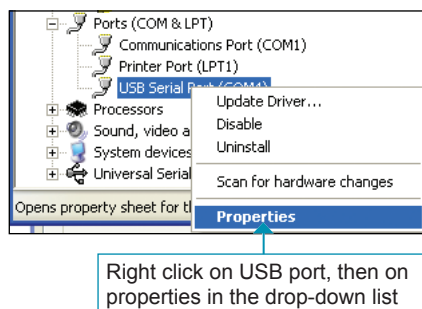 Ports (COM & LPT)
Communications Port (COM1)
Printer Port (LPT1)
USB Serial Port (COM4)
Processors
Sound, video a
System devices
Universal Serial
Opens property sheet for t
Update Driver...
Disable
Uninstall
Scan for hardware changes
Properties
Right click on USB port, then on
properties in the drop-down list